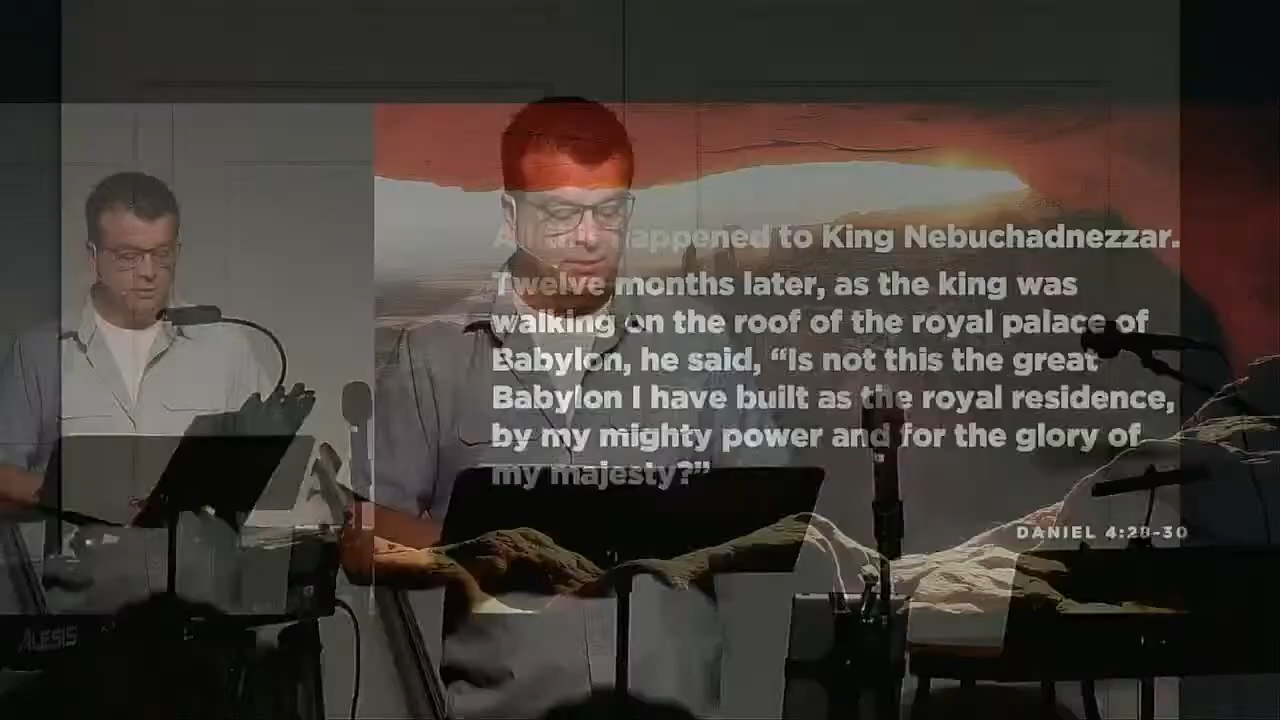 happened to King Nebuchadnezzar.
Twelve months later, as the king was
walking on the roof of the royal palace of
Babylon, he said, “Is not this the great
Babylon I have built as the royal residence,
by my mighty power and for the glory of
my majesty?”
DANIEL 4:28-30
ALESIS